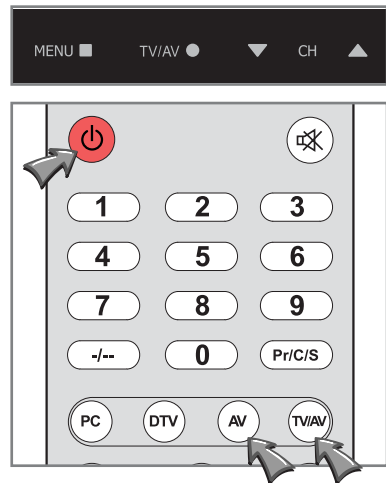 MENU TV/AV CH
1 2 3
4 5 6
7 8 9
-/-- 0 Pr/C/S
PC DTV AV TV/AV